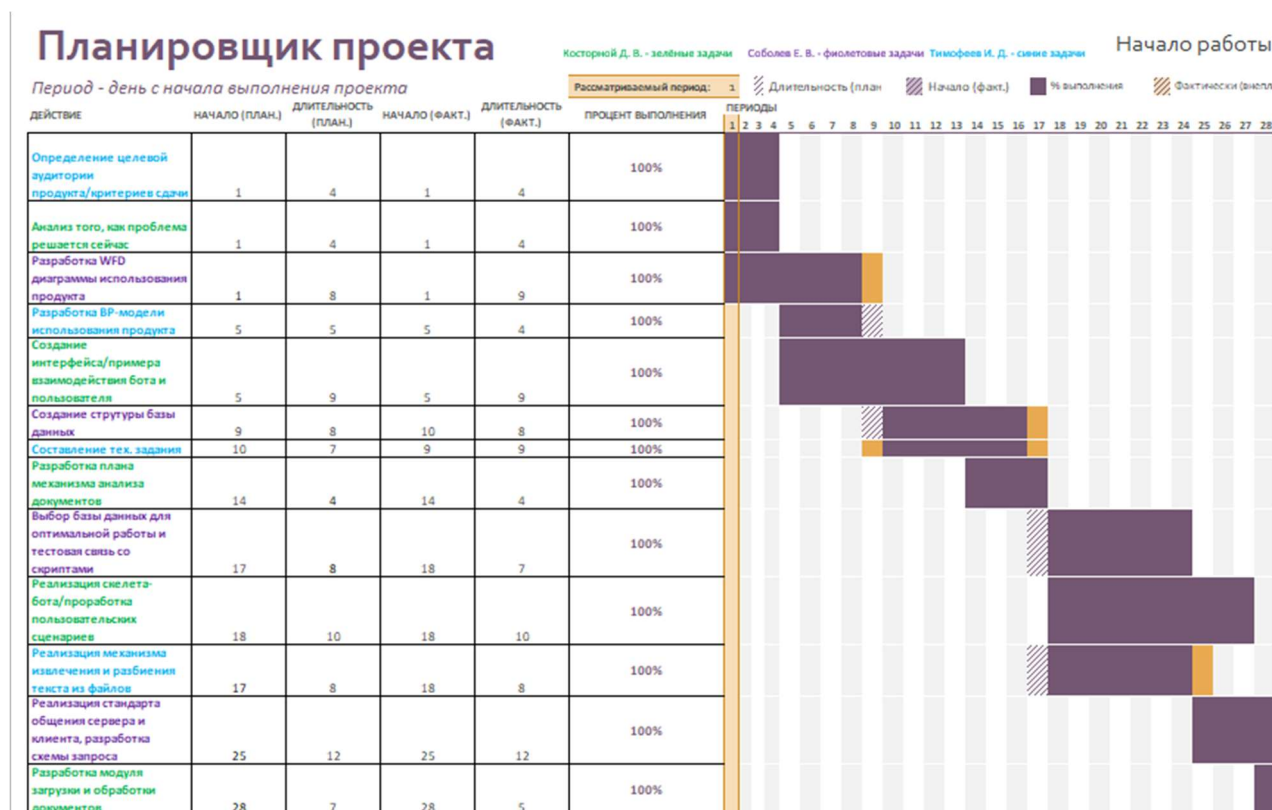 Планировщик проекта
Косторной Д. В. - зелёные задачи Соболев Е. В. - фиолетовые задачи Тимофеев И. Д. - синие задачи Начало работы
Период - день с начала выполнения проекта
Рассматриваемый период: 1 Длительность (план Начало (факт.) % выполнения Фактически (вне
ДЕЙСТВИЕ НАЧАЛО (ПЛАН.) ДЛИТЕЛЬНОСТЬ (ПЛАН.) НАЧАЛО (ФАКТ.) ДЛИТЕЛЬНОСТЬ (ФАКТ.) ПРОЦЕНТ ВЫПОЛНЕНИЯ ПЕРИОДЫ
1 2 3 4 5 6 7 8 9 10 11 12 13 14 15 16 17 18 19 20 21 22 23 24 25 26 27 28
Определение целевой
аудитории
продукта/критериев сдачи 1 4 1 4 100%
Анализ того, как проблема
решается сейчас 1 4 1 4 100%
Разработка WFD
диаграммы использования
продукта 1 8 1 9 100%
Разработка BP-модели
использования продукта 5 5 5 4 100%
Создание
интерфейса/примера
взаимодействия бота и
пользователя 5 9 5 9 100%
Создание струтуры базы
данных 9 8 10 8 100%
Составление тех. задания 10 7 9 9 100%
Разработка плана
механизма анализа
документов 14 4 14 4 100%
Выбор базы данных для
оптимальной работы и
тестовая связь со
скриптами 17 8 18 7 100%
Реализация скелета-
бота/проработка
пользовательских
сценариев 18 10 18 10 100%
Реализация механизма
извлечения и разбиения
текста из файлов 17 8 18 8 100%
Реализация стандарта
общения сервера и
клиента, разработка
схемы запроса 25 12 25 12 100%
Разработка модуля
загрузки и обработки
документов 28 7 28 5 100%